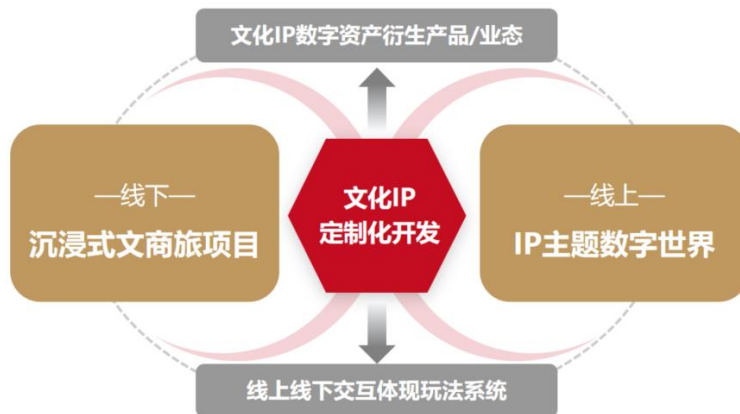 文化IP数字资产衍生产品/业态
—线下—
沉浸式文商旅项目
文化IP
定制化开发
—线上—
IP主题数字世界
线上线下交互体现玩法系统